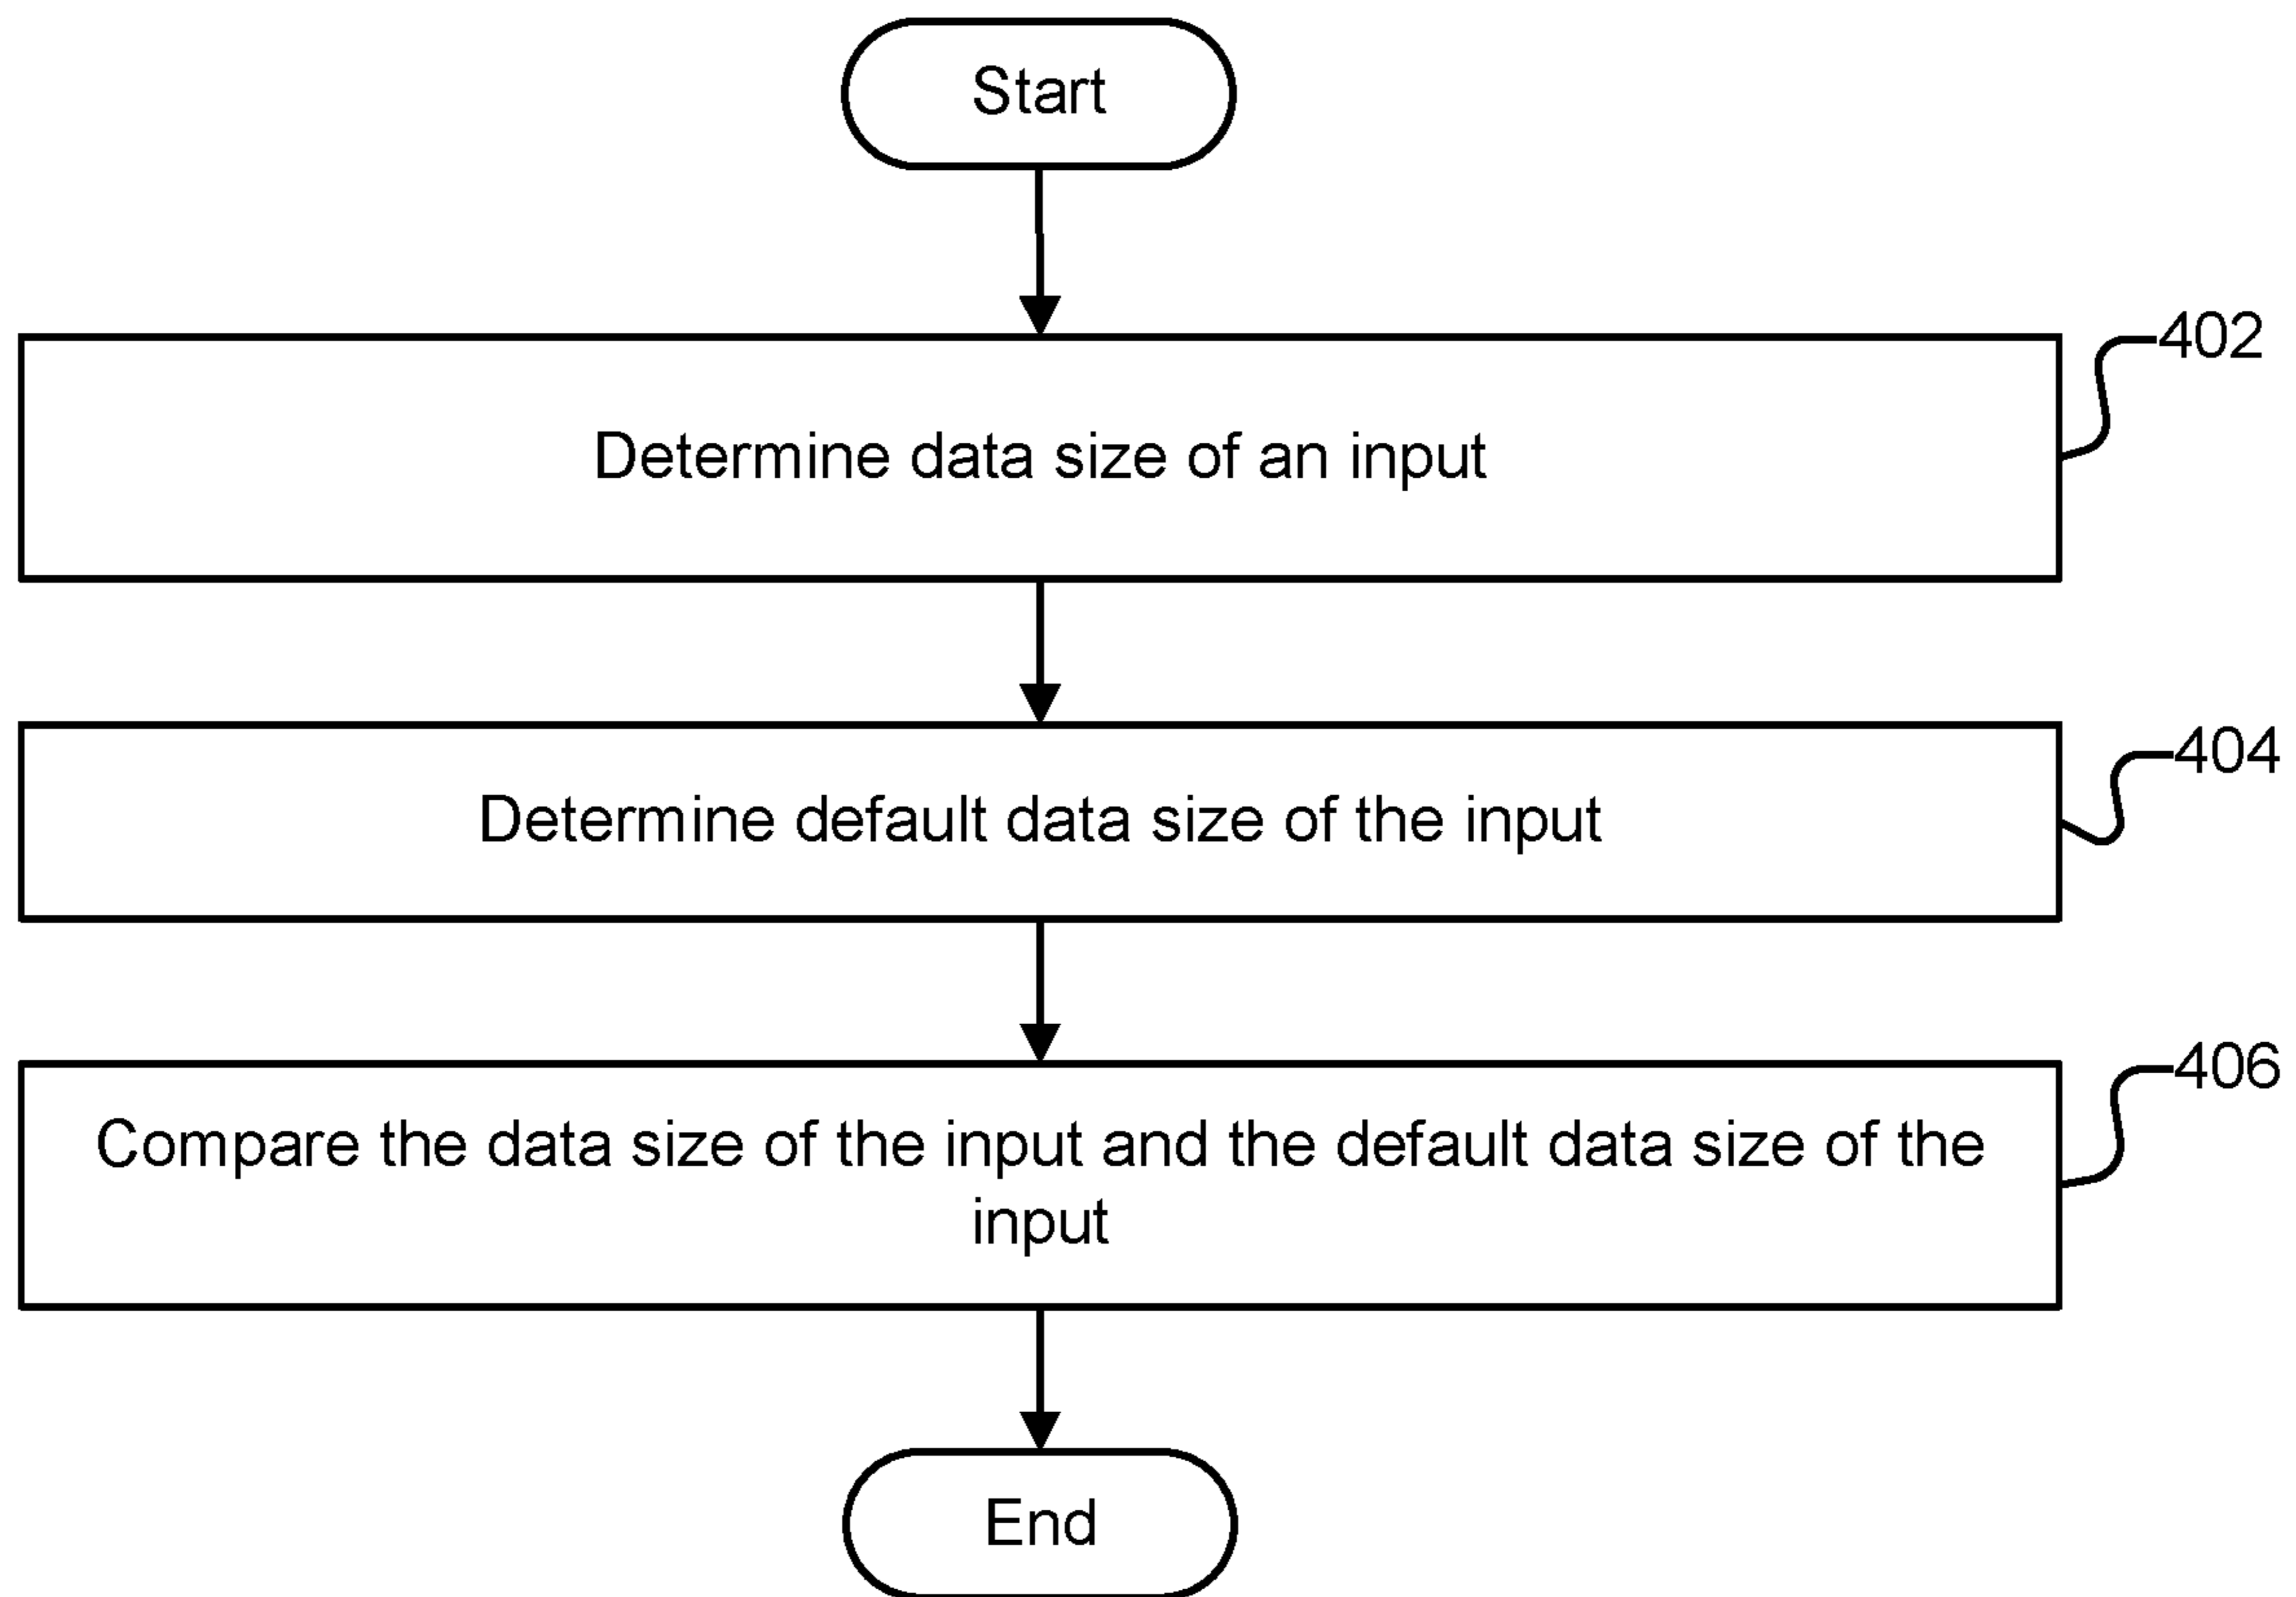 Start
402
Determine data size of an input
404
Determine default data size of the input
406
Compare the data size of the input and the default data size of the
input
End